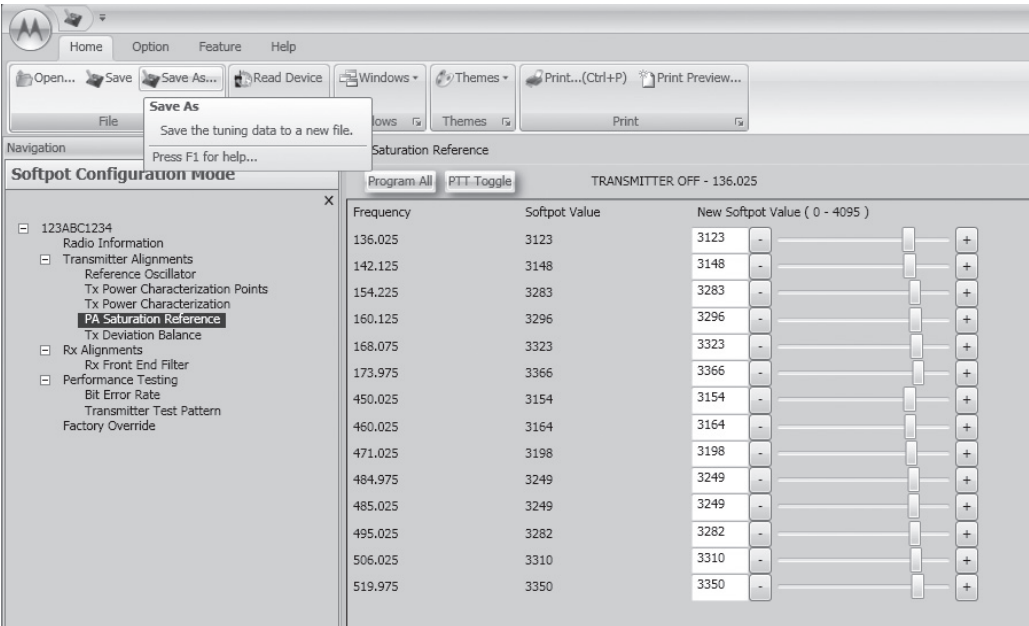 Home Option Feature Help
Open... Save Save As... Read Device Windows Themes Print...(Ctrl+P) Print Preview...
File Themes Print
Save As
Save the tuning data to a new file.
Press F1 for help...
Navigation
Softpot Configuration Mode
X
123ABC1234
Radio Information
Transmitter Alignments
Reference Oscillator
Tx Power Characterization Points
Tx Power Characterization
PA Saturation Reference
Tx Deviation Balance
Rx Alignments
Rx Front End Filter
Performance Testing
Bit Error Rate
Transmitter Test Pattern
Factory Override
Saturation Reference
Program All PTT Toggle TRANSMITTER OFF - 136.025
Frequency Softpot Value New Softpot Value ( 0 - 4095 )
136.025 3123 3123 - +
142.125 3148 3148 - +
154.225 3283 3283 - +
160.125 3296 3296 - +
168.075 3323 3323 - +
173.975 3366 3366 - +
450.025 3154 3154 - +
460.025 3164 3164 - +
471.025 3198 3198 - +
484.975 3249 3249 - +
485.025 3249 3249 - +
495.025 3282 3282 - +
506.025 3310 3310 - +
519.975 3350 3350 - +